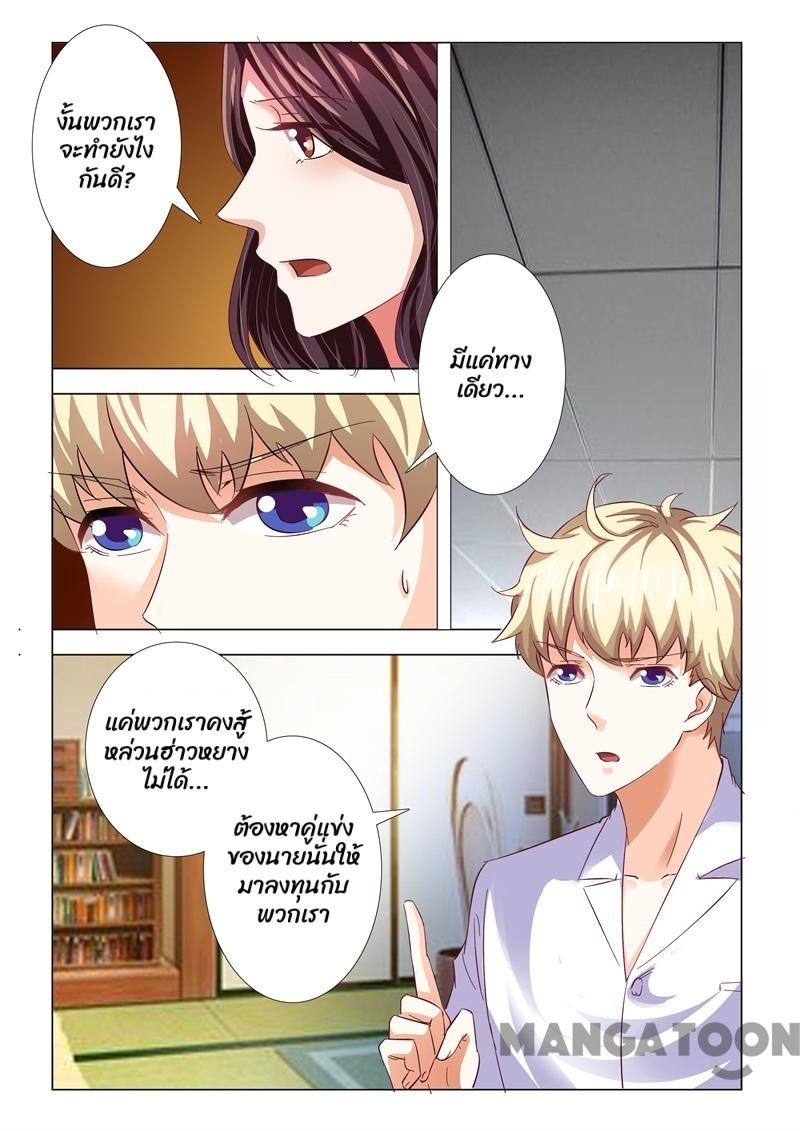 งั้นพวกเรา
จะทำยังไง
กันดี?
มีแค่ทาง
เดียว...
แค่พวกเราคงสู้
หล่วนฮ่าวหยาง
ไม่ได้...
ต้องหาคู่แข่ง
ของนายนั่นให้
มาลงทุนกับ
พวกเรา
MANGATOON